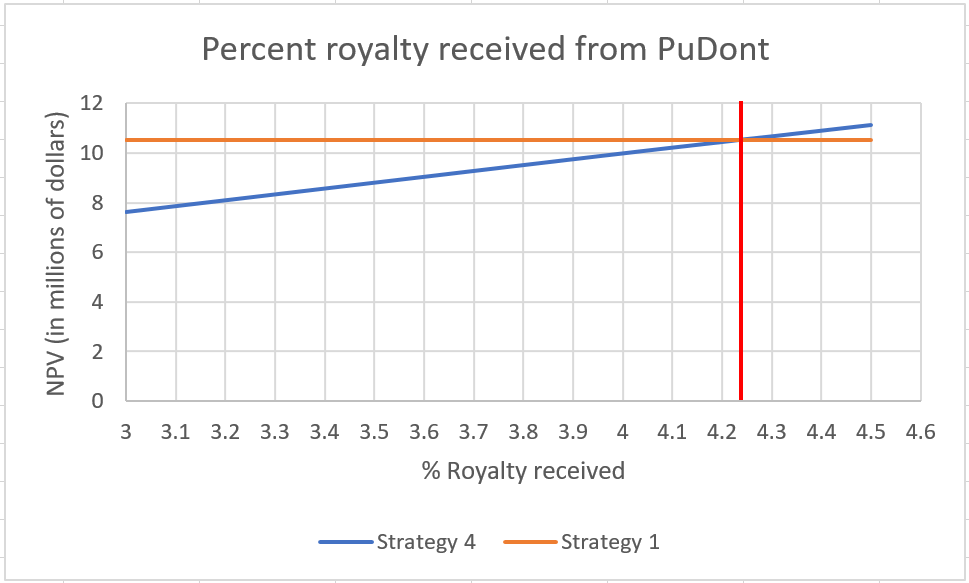 Percent royalty received from PuDont
NPV (in millions of dollars)
12
10
8
6
4
2
0
3 3.1 3.2 3.3 3.4 3.5 3.6 3.7 3.8 3.9 4 4.1 4.2 4.3 4.4 4.5 4.6
% Royalty received
Strategy 4 Strategy 1